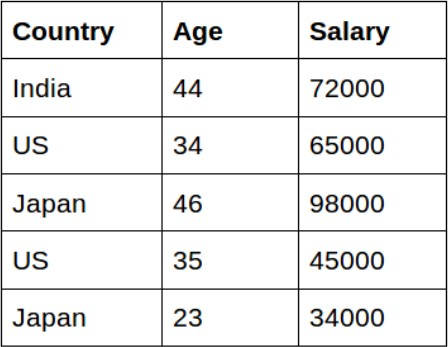 Country Age Salary
India 44 72000
US 34 65000
Japan 46 98000
US 35 45000
Japan 23 34000